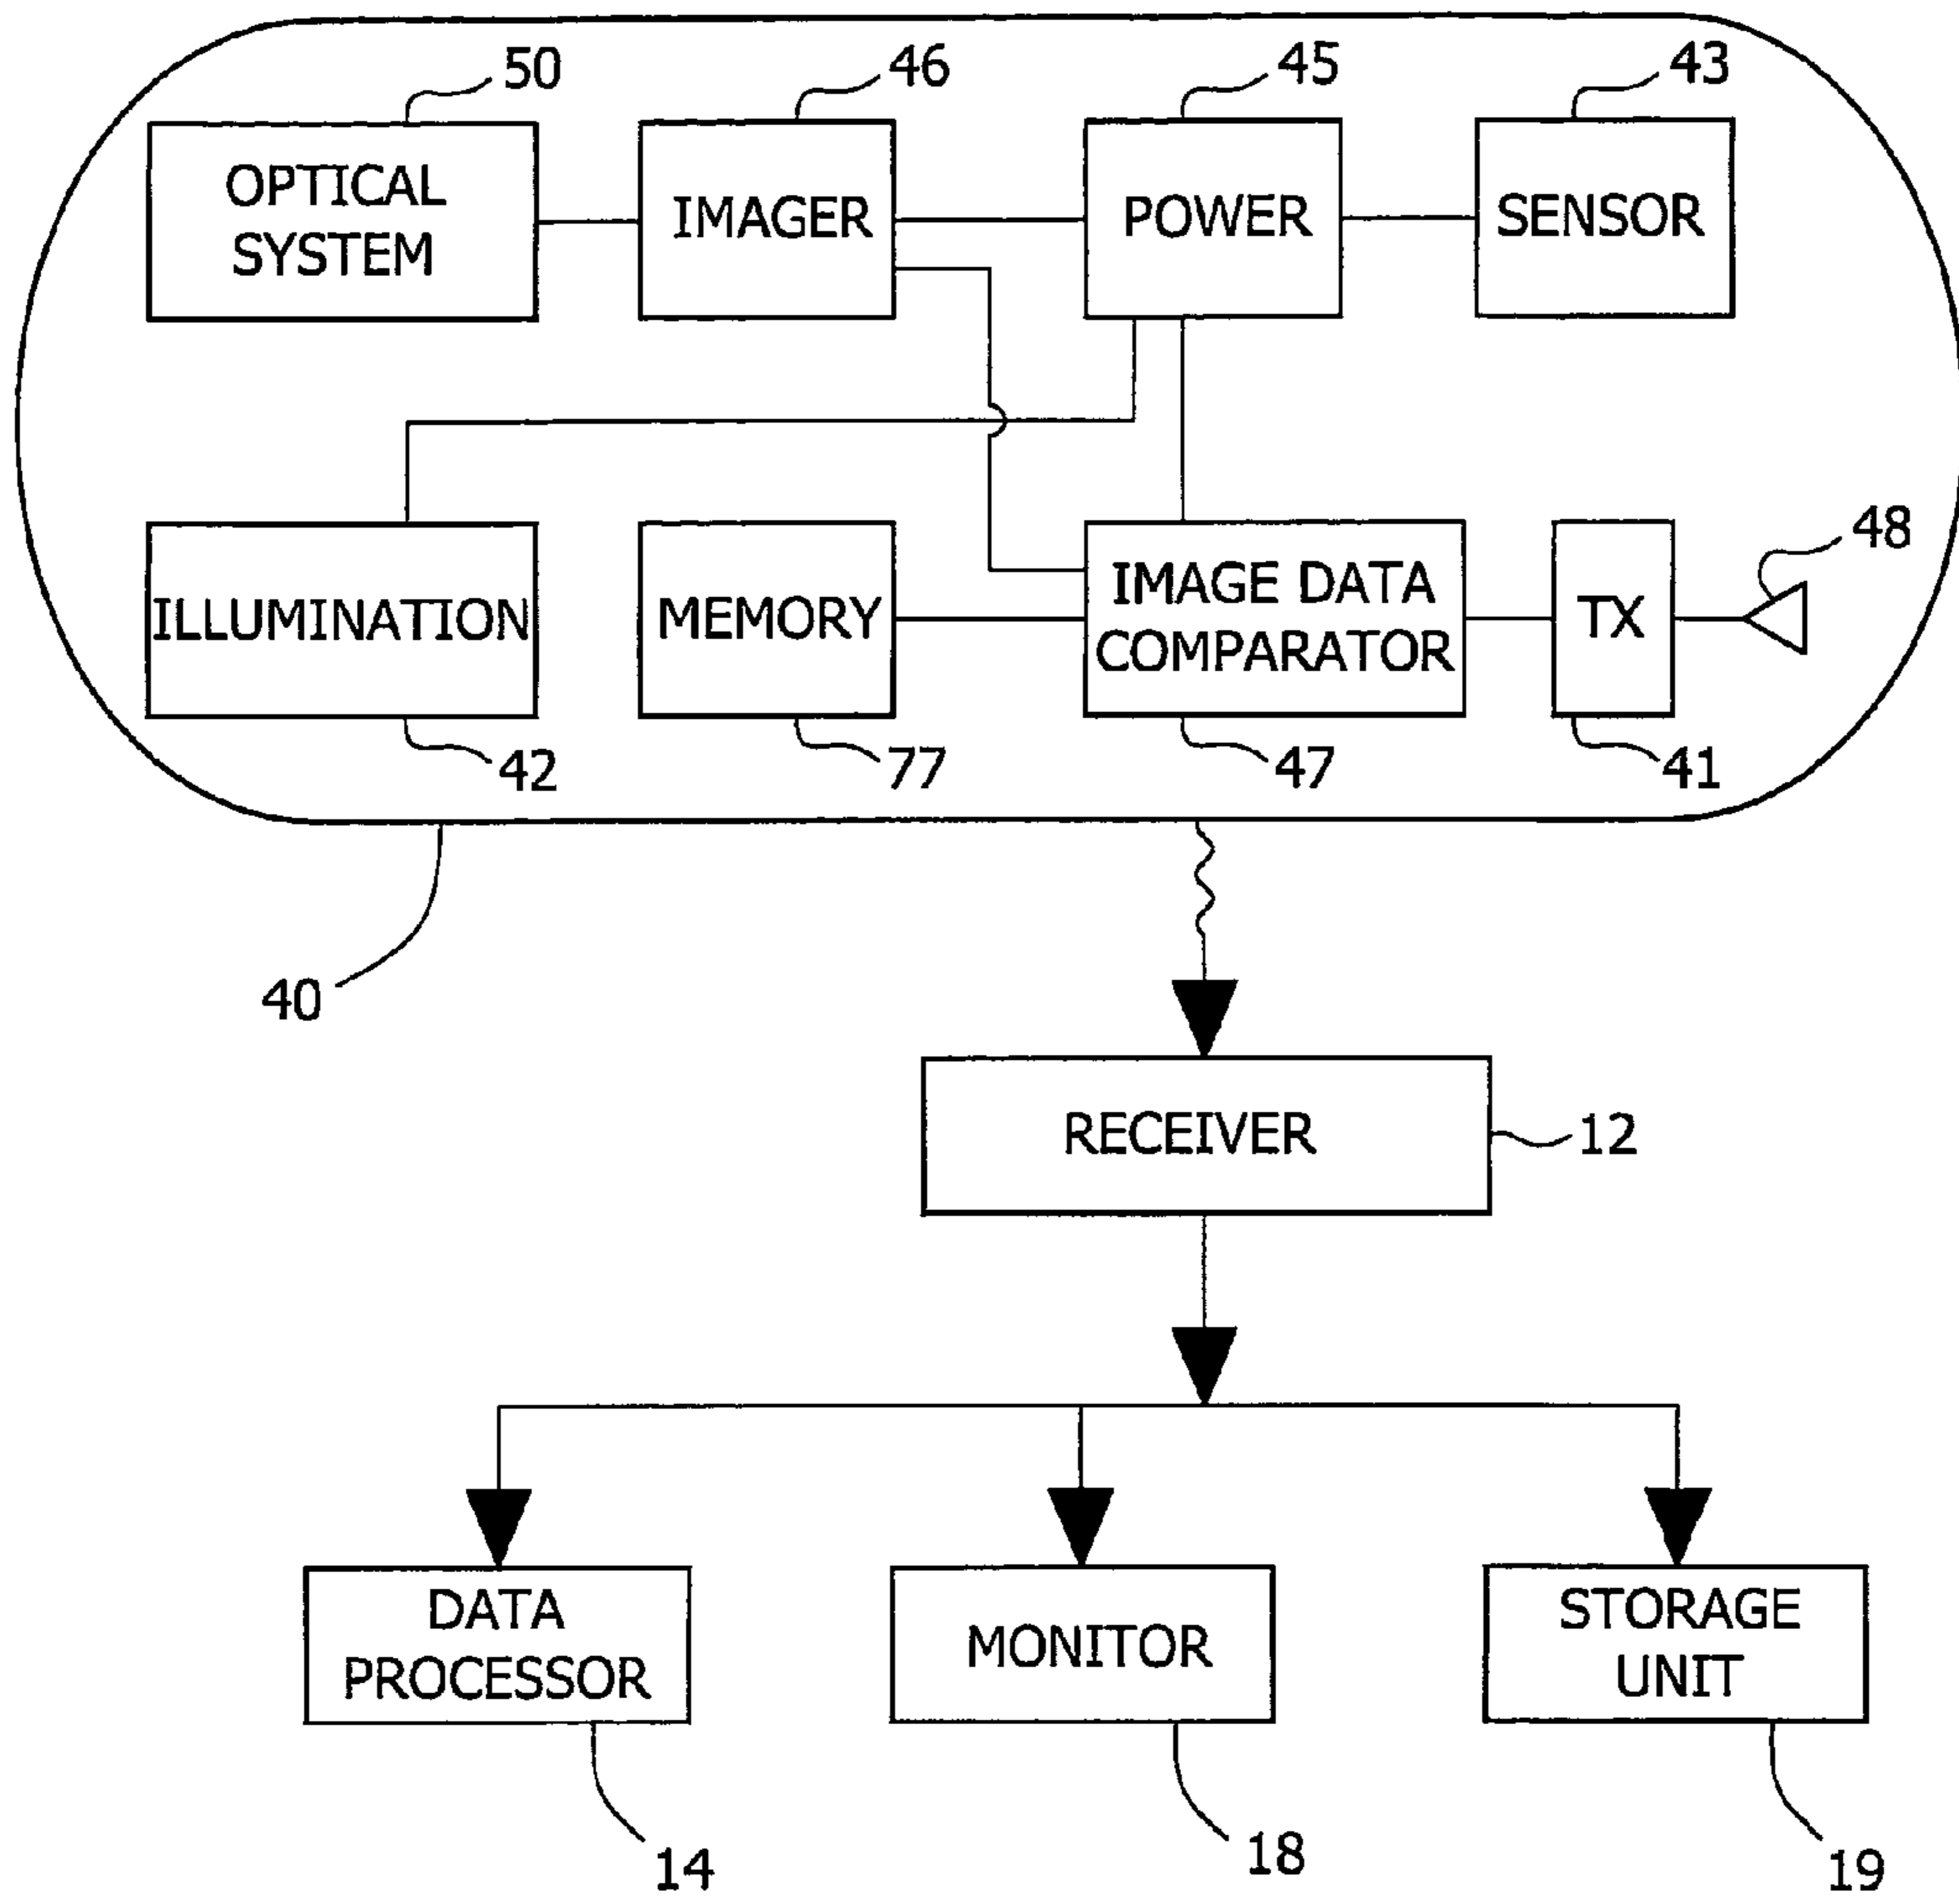 50
46
45
43
OPTICAL
SYSTEM
IMAGER
POWER
SENSOR
48
ILLUMINATION
MEMORY
IMAGE DATA
COMPARATOR
TX
42
77
47
41
40
RECEIVER
12
DATA
PROCESSOR
MONITOR
STORAGE
UNIT
14
18
19